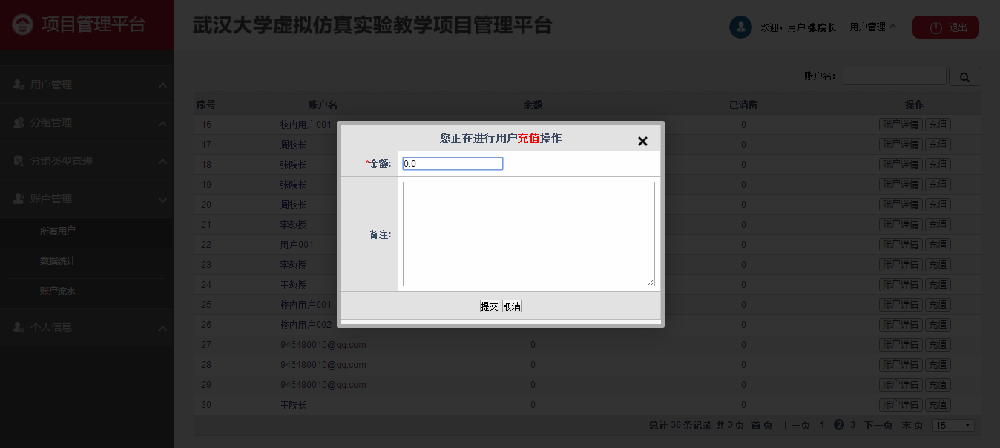 项目管理平台
武汉大学虚拟仿真实验教学项目管理平台
欢迎，用户 张院长 用户管理 退出
用户管理
分组管理
分组类型管理
账户管理
所有用户
数据统计
账户流水
个人信息
账户名:
序号 账户名 余额 已消费 操作
16 校内用户001 0 账户详情 充值
17 周校长 0 账户详情 充值
18 张院长 0 账户详情 充值
19 张院长 0 账户详情 充值
20 周校长 0 账户详情 充值
21 李教授 0 账户详情 充值
22 用户001 0 账户详情 充值
23 李教授 0 账户详情 充值
24 王教授 0 账户详情 充值
25 校内用户001 0 账户详情 充值
26 校内用户002 0 账户详情 充值
27 946480010@qq.com 0 0 账户详情 充值
28 946480010@qq.com 0 0 账户详情 充值
29 946480010@qq.com 0 0 账户详情 充值
30 王院长 0 0 账户详情 充值
总计 36 条记录 共 3 页 首 页 上一页 1 2 3 下一页 末 页 15
您正在进行用户充值操作
*金额: 0.0
备注:
提交 取消